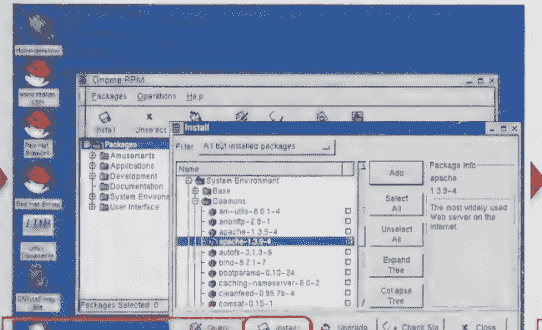 Gnome RPM
Packages Operations Help
Install Unselect
Packages
Amusements
Applications
Development
Documentation
System Environm
User Interface
Packages Selected 0
Install
Filter All but installed packages
Name
System Environment
Base
Daemons
am-utils-6.0.1-4
anonftp-2.8-1
apache-1.3.9-4
autofs-3.1.3-9
bind-8.2.1-7
bootparamd-0.10-24
caching-nameserver-6.0-2
cleanfeed-0.95.7b-4
comsat-0.15-1
Add
Select
All
Unselect
All
Expand
Tree
Collapse
Tree
Package Info
apache
1.3.9-4
The most widely used
Web server on the
Internet.
Query Install Upgrade Check Sig Close